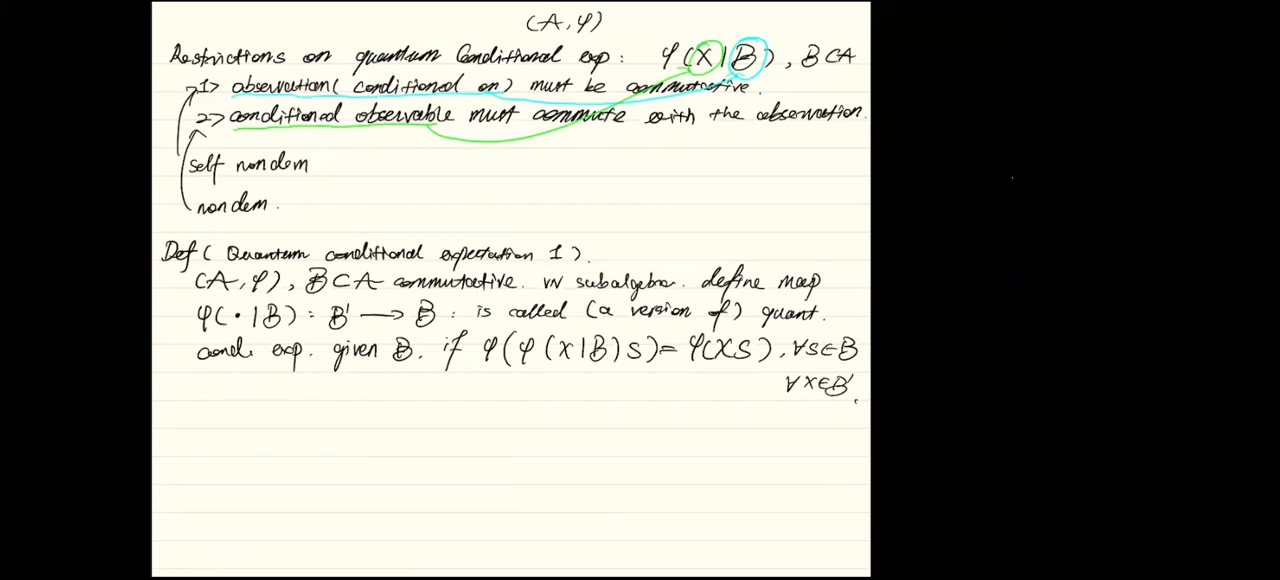 (A, φ)
Restrictions on quantum Conditional exp : φ(X|B), B⊂A
1> observation( conditional on) must be commutative.
2> conditional observable must commute with the observation.
self nondem
nondem.
Def ( Quantum conditional expectation 1 ).
(A, φ), B⊂A commutative. vN subalgebra. define map
φ(·|B) : B' → B : is called (a version of) quant.
cond. exp. given B. if φ(φ(X|B)S) = φ(XS), ∀S∈B
∀X∈B'.